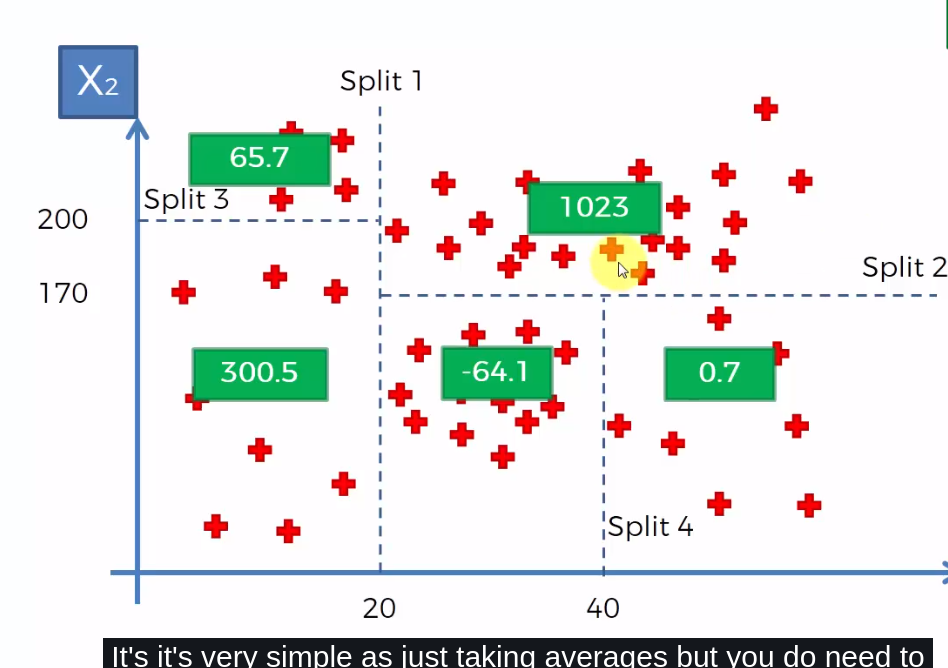 X2
Split 1
65.7
Split 3
1023
200
Split 2
170
300.5
-64.1
0.7
Split 4
20
40
It's it's very simple as just taking averages but you do need to